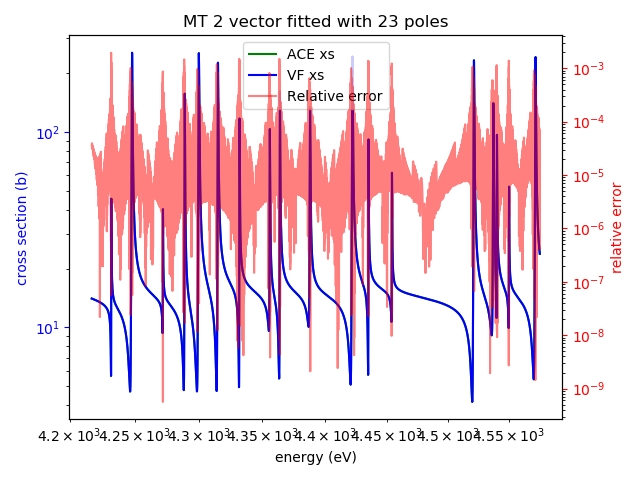 MT 2 vector fitted with 23 poles
ACE xs
VF xs
Relative error
cross section (b)
10²
10¹
relative error
10⁻³
10⁻⁴
10⁻⁵
10⁻⁶
10⁻⁷
10⁻⁸
10⁻⁹
4.2 × 10³ 4.25 × 10³ 4.3 × 10³ 4.35 × 10³ 4.4 × 10³ 4.45 × 10³ 4.5 × 10³ 4.55 × 10³
energy (eV)